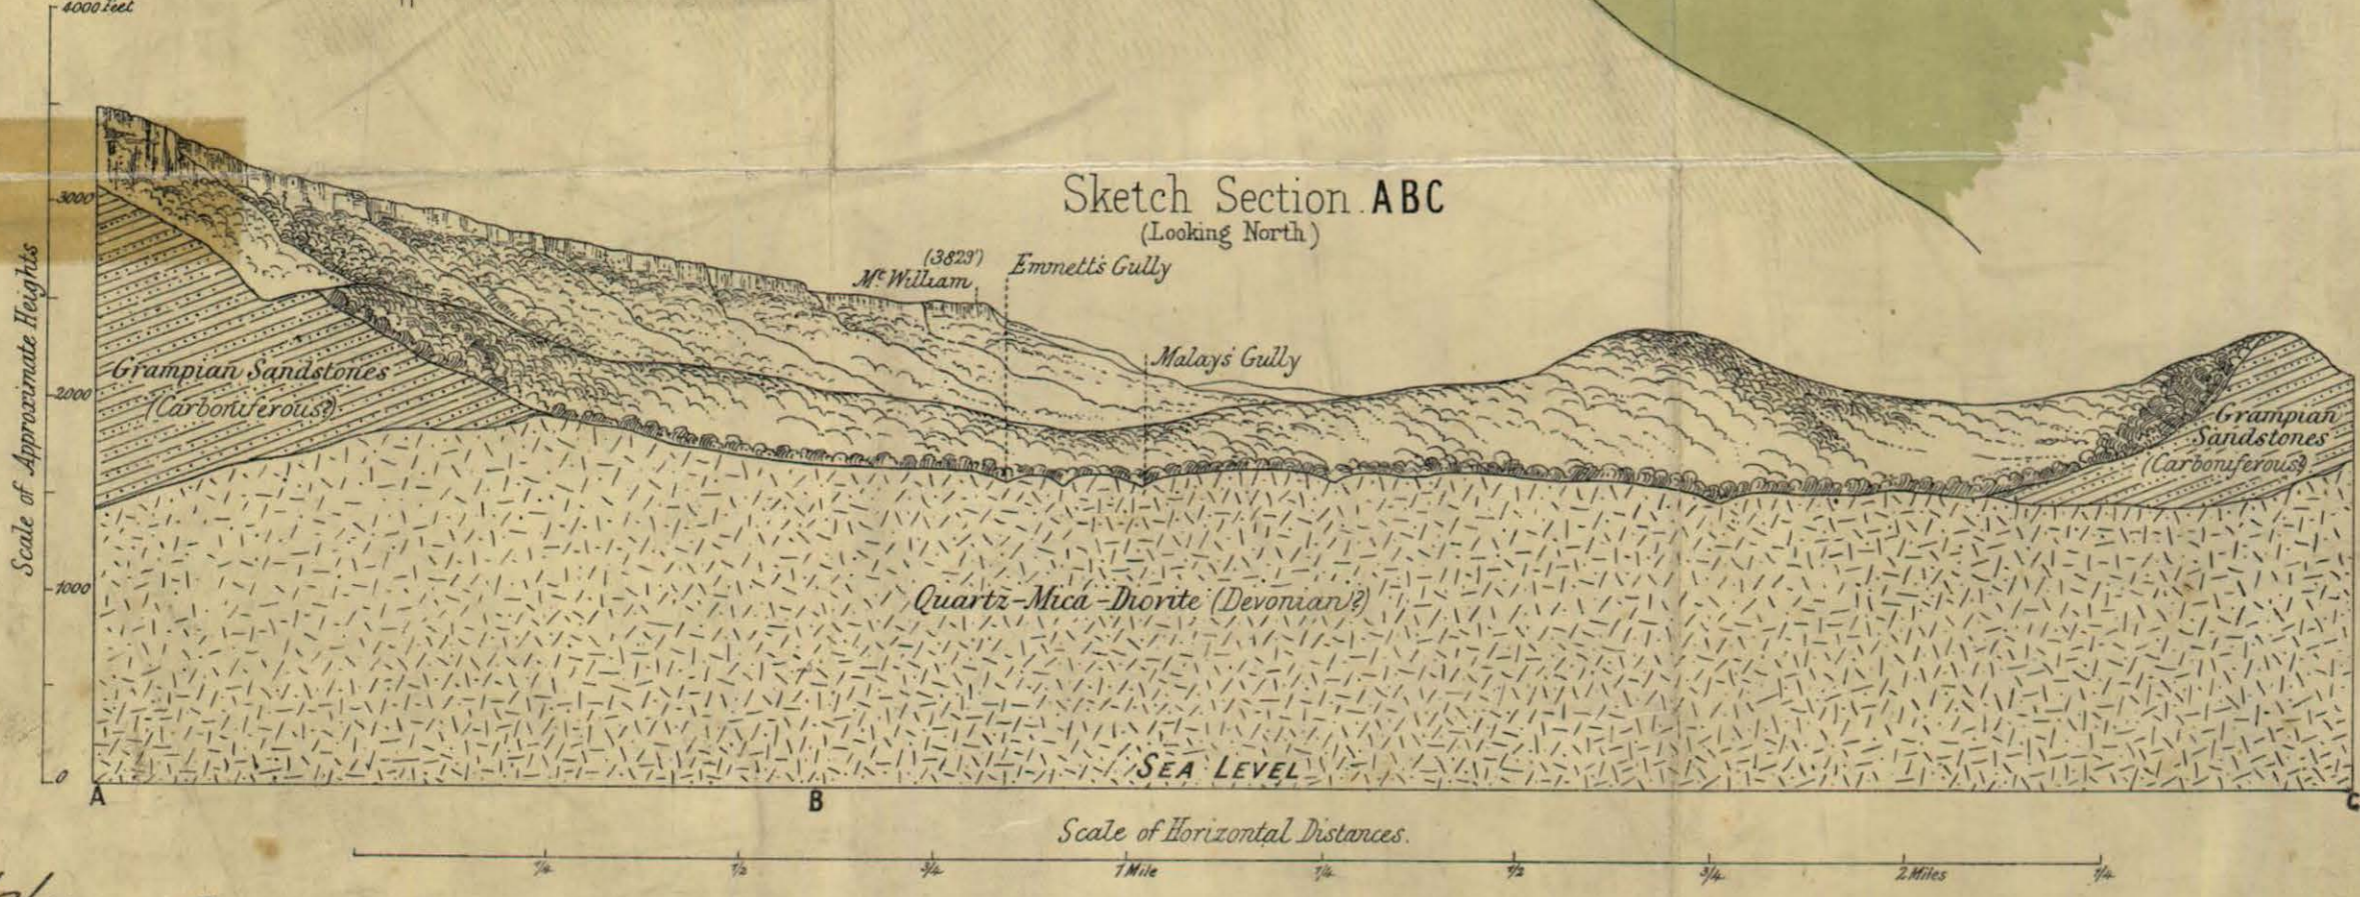 4000 Feet
3000
2000
1000
0
Scale of Approximate Heights
Sketch Section ABC
(Looking North)
(3829')
Mt. William
Emmett's Gully
Malays' Gully
Grampian Sandstones
(Carboniferous?)
Grampian
Sandstones
(Carboniferous?)
Quartz-Mica-Diorite (Devonian?)
SEA LEVEL
A
B
C
Scale of Horizontal Distances.
1/4
1/2
3/4
1 Mile
1/4
1/2
3/4
2 Miles
1/4